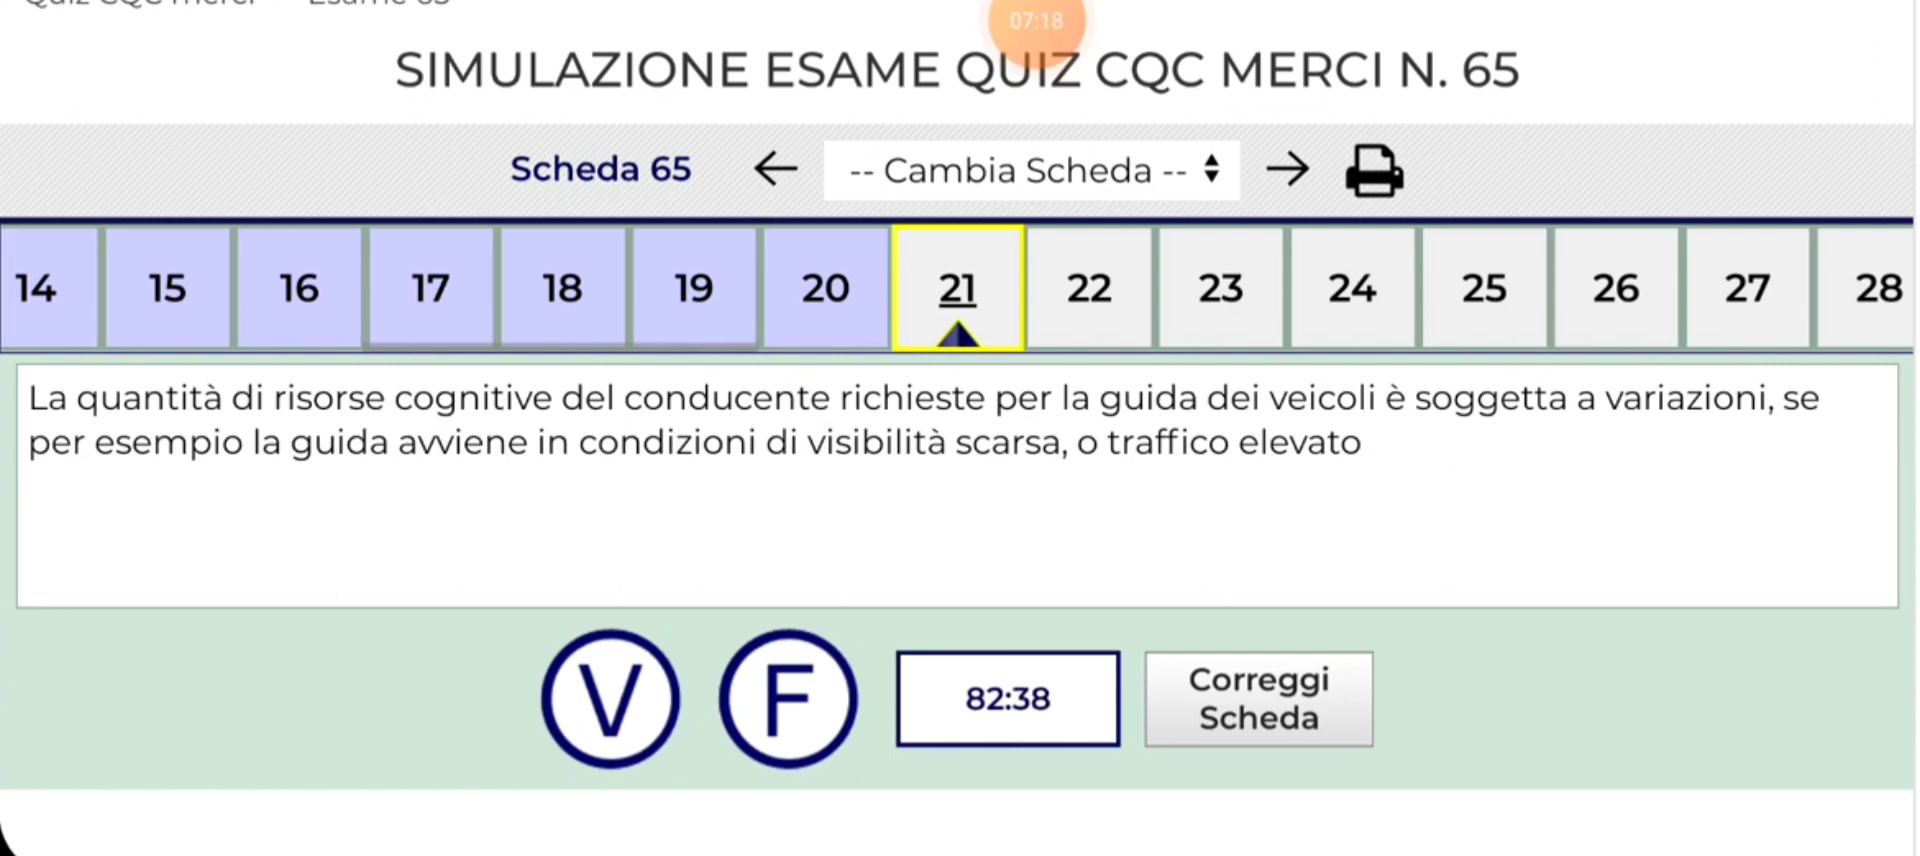 07:18
SIMULAZIONE ESAME QUIZ CQC MERCI N. 65
Scheda 65 ← -- Cambia Scheda -- →
14 15 16 17 18 19 20 21 22 23 24 25 26 27 28
La quantità di risorse cognitive del conducente richieste per la guida dei veicoli è soggetta a variazioni, se
per esempio la guida avviene in condizioni di visibilità scarsa, o traffico elevato
V F 82:38 Correggi
Scheda